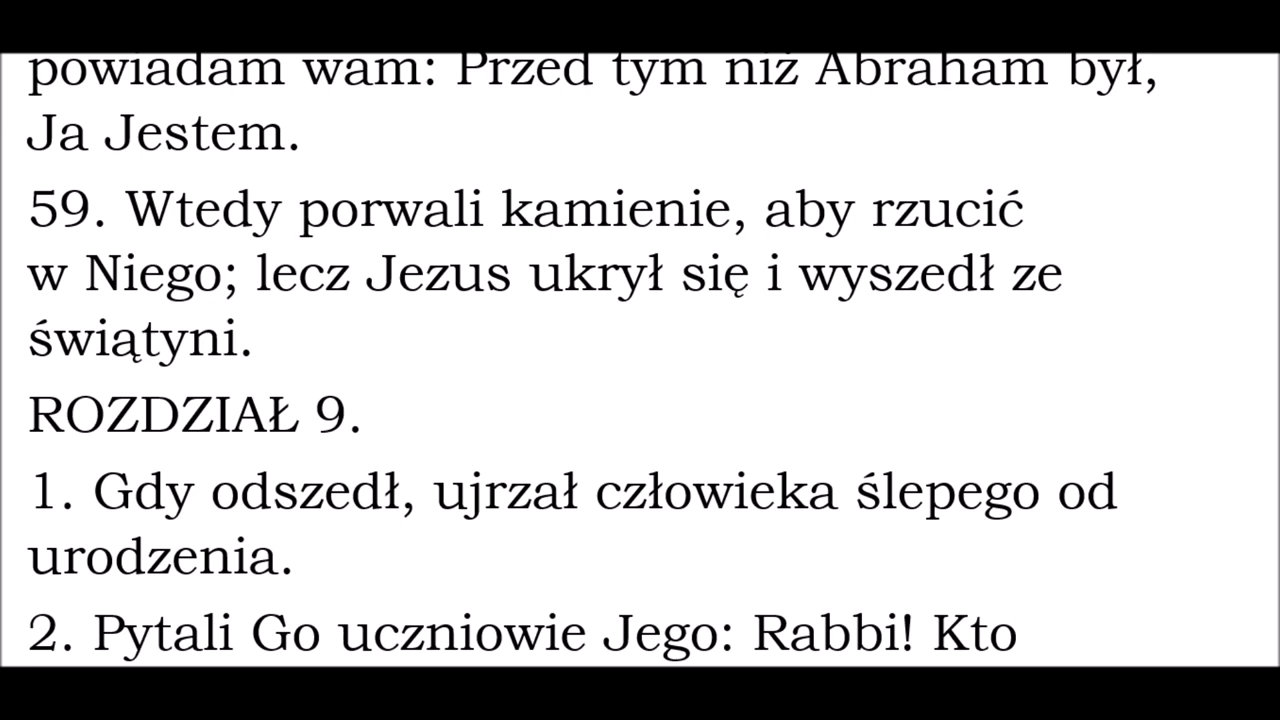 powiadam wam: Przed tym niż Abraham był,
Ja Jestem.
59. Wtedy porwali kamienie, aby rzucić
w Niego; lecz Jezus ukrył się i wyszedł ze
świątyni.
ROZDZIAŁ 9.
1. Gdy odszedł, ujrzał człowieka ślepego od
urodzenia.
2. Pytali Go uczniowie Jego: Rabbi! Kto